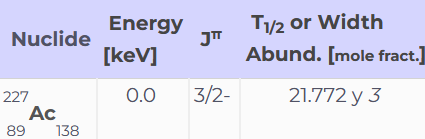 Nuclide
Energy
[keV]
Jπ
T1/2 or Width
Abund. [mole fract.]
227
Ac
89 138
0.0
3/2-
21.772 y 3